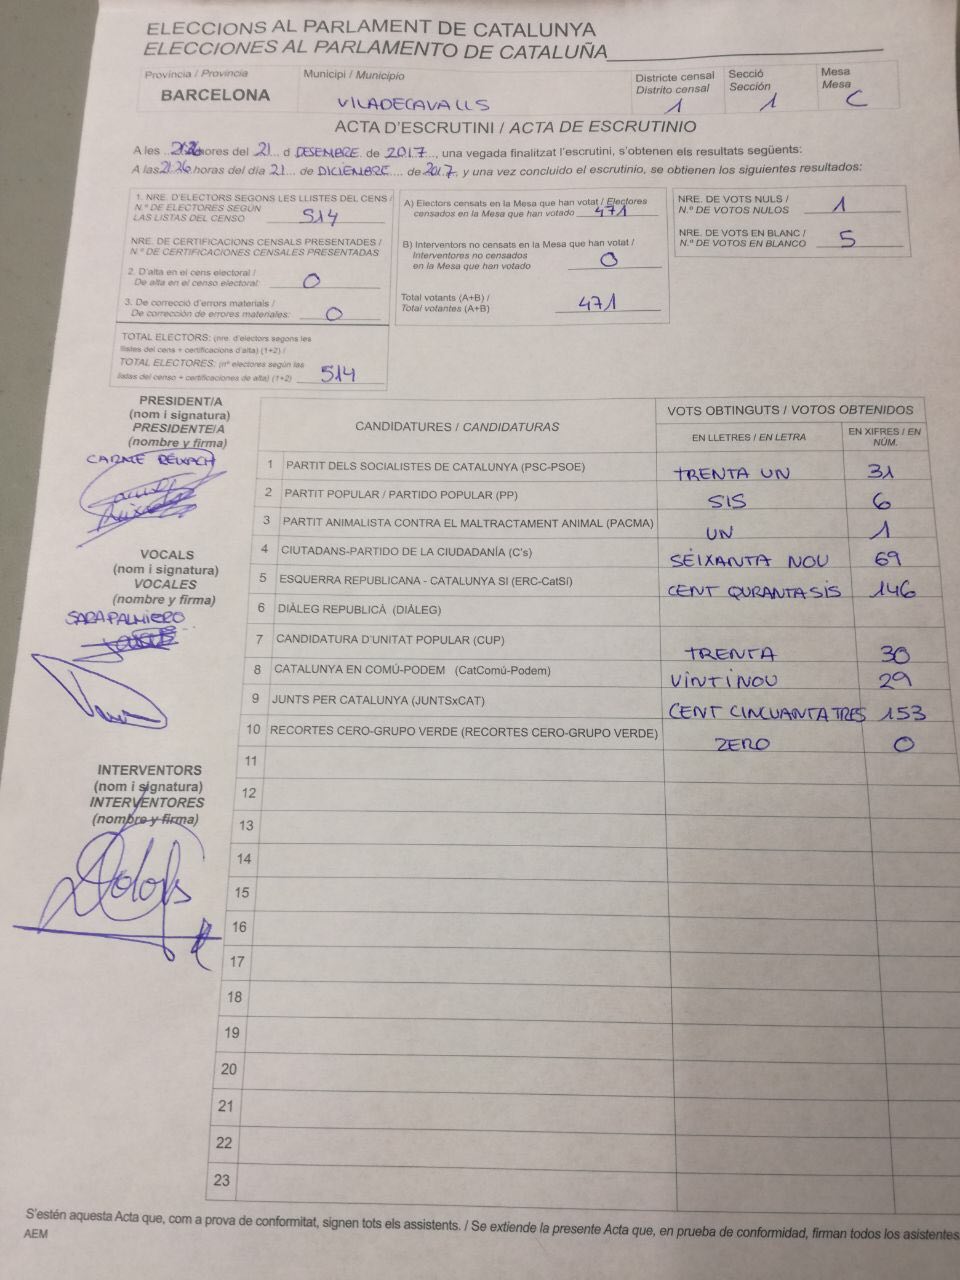 ELECCIONS AL PARLAMENT DE CATALUNYA
ELECCIONES AL PARLAMENTO DE CATALUÑA
Província / Provincia
BARCELONA
Municipi / Municipio
VILADECAVALLS
Districte censal
Distrito censal
1
Secció
Sección
1
Mesa
Mesa
C
ACTA D'ESCRUTINI / ACTA DE ESCRUTINIO
A les 21:26 hores del 21 d DESEMBRE de 2017, una vegada finalitzat l'escrutini, s'obtenen els resultats següents:
A las 21:26 horas del día 21 de DICIEMBRE de 2017 y una vez concluido el escrutinio, se obtienen los siguientes resultados:
1. NRE. D'ELECTORS SEGONS LES LLISTES DEL CENS /
N.º DE ELECTORES SEGÚN
LAS LISTAS DEL CENSO 514
NRE. DE CERTIFICACIONS CENSALS PRESENTADES /
N.º DE CERTIFICACIONES CENSALES PRESENTADAS
2. D'alta en el cens electoral /
De alta en el censo electoral: 0
3. De correcció d'errors materials /
De corrección de errores materiales: 0
TOTAL ELECTORS: (nre. d'electors segons les
llistes del cens + certificacions d'alta) (1+2) /
TOTAL ELECTORES: (nº electores según las
listas del censo + certificaciones de alta) (1+2) 514
A) Electors censats en la Mesa que han votat / Electores
censados en la Mesa que han votado 471
B) Interventors no censats en la Mesa que han votat /
Interventores no censados
en la Mesa que han votado 0
Total votants (A+B) /
Total votantes (A+B) 471
NRE. DE VOTS NULS /
N.º DE VOTOS NULOS 1
NRE. DE VOTS EN BLANC /
N.º DE VOTOS EN BLANCO 5
PRESIDENT/A
(nom i signatura)
PRESIDENTE/A
(nombre y firma)
CARME REIXACH
VOCALS
(nom i signatura)
VOCALES
(nombre y firma)
SARA PALMIERO
INTERVENTORS
(nom i signatura)
INTERVENTORES
(nombre y firma)
CANDIDATURES / CANDIDATURAS
VOTS OBTINGUTS / VOTOS OBTENIDOS
EN LLETRES / EN LETRA
EN XIFRES / EN NÚM.
1 PARTIT DELS SOCIALISTES DE CATALUNYA (PSC-PSOE) TRENTA UN 31
2 PARTIT POPULAR / PARTIDO POPULAR (PP) SIS 6
3 PARTIT ANIMALISTA CONTRA EL MALTRACTAMENT ANIMAL (PACMA) UN 1
4 CIUTADANS-PARTIDO DE LA CIUDADANÍA (C's) SEIXANTA NOU 69
5 ESQUERRA REPUBLICANA - CATALUNYA SI (ERC-CatSí) CENT QURANTA SIS 146
6 DIÀLEG REPUBLICÀ (DIÀLEG)
7 CANDIDATURA D'UNITAT POPULAR (CUP) TRENTA 30
8 CATALUNYA EN COMÚ-PODEM (CatComú-Podem) VINTINOU 29
9 JUNTS PER CATALUNYA (JUNTSxCAT) CENT CINCUANTA TRES 153
10 RECORTES CERO-GRUPO VERDE (RECORTES CERO-GRUPO VERDE) ZERO 0
11
12
13
14
15
16
17
18
19
20
21
22
23
S'estén aquesta Acta que, com a prova de conformitat, signen tots els assistents. / Se extiende la presente Acta que, en prueba de conformidad, firman todos los asistentes.
AEM